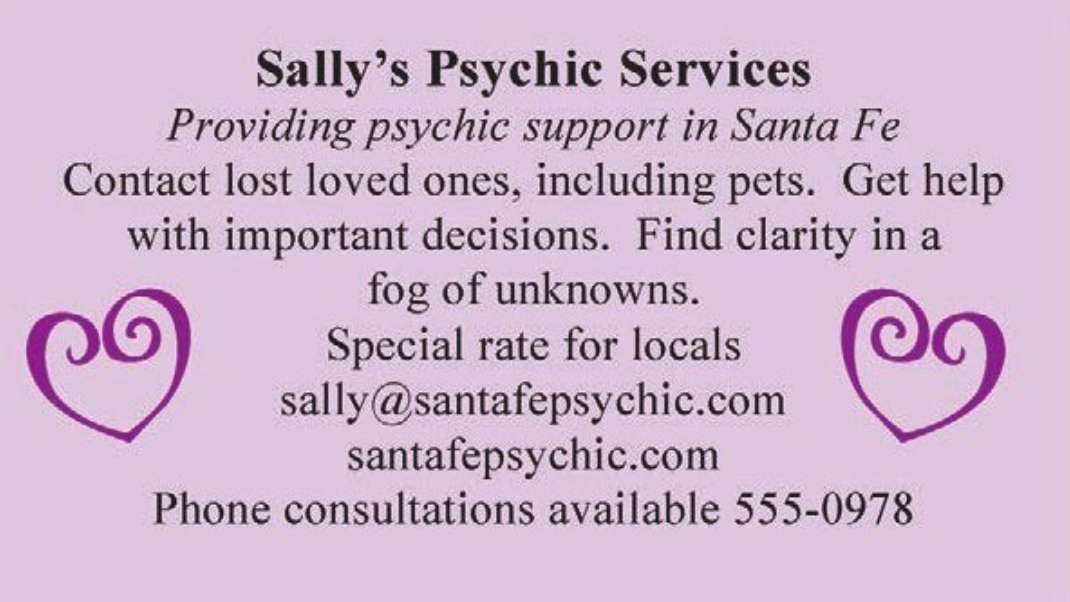 Sally’s Psychic Services
Providing psychic support in Santa Fe
Contact lost loved ones, including pets.  Get help
with important decisions.  Find clarity in a
fog of unknowns.
Special rate for locals
sally@santafepsychic.com
santafepsychic.com
Phone consultations available 555-0978